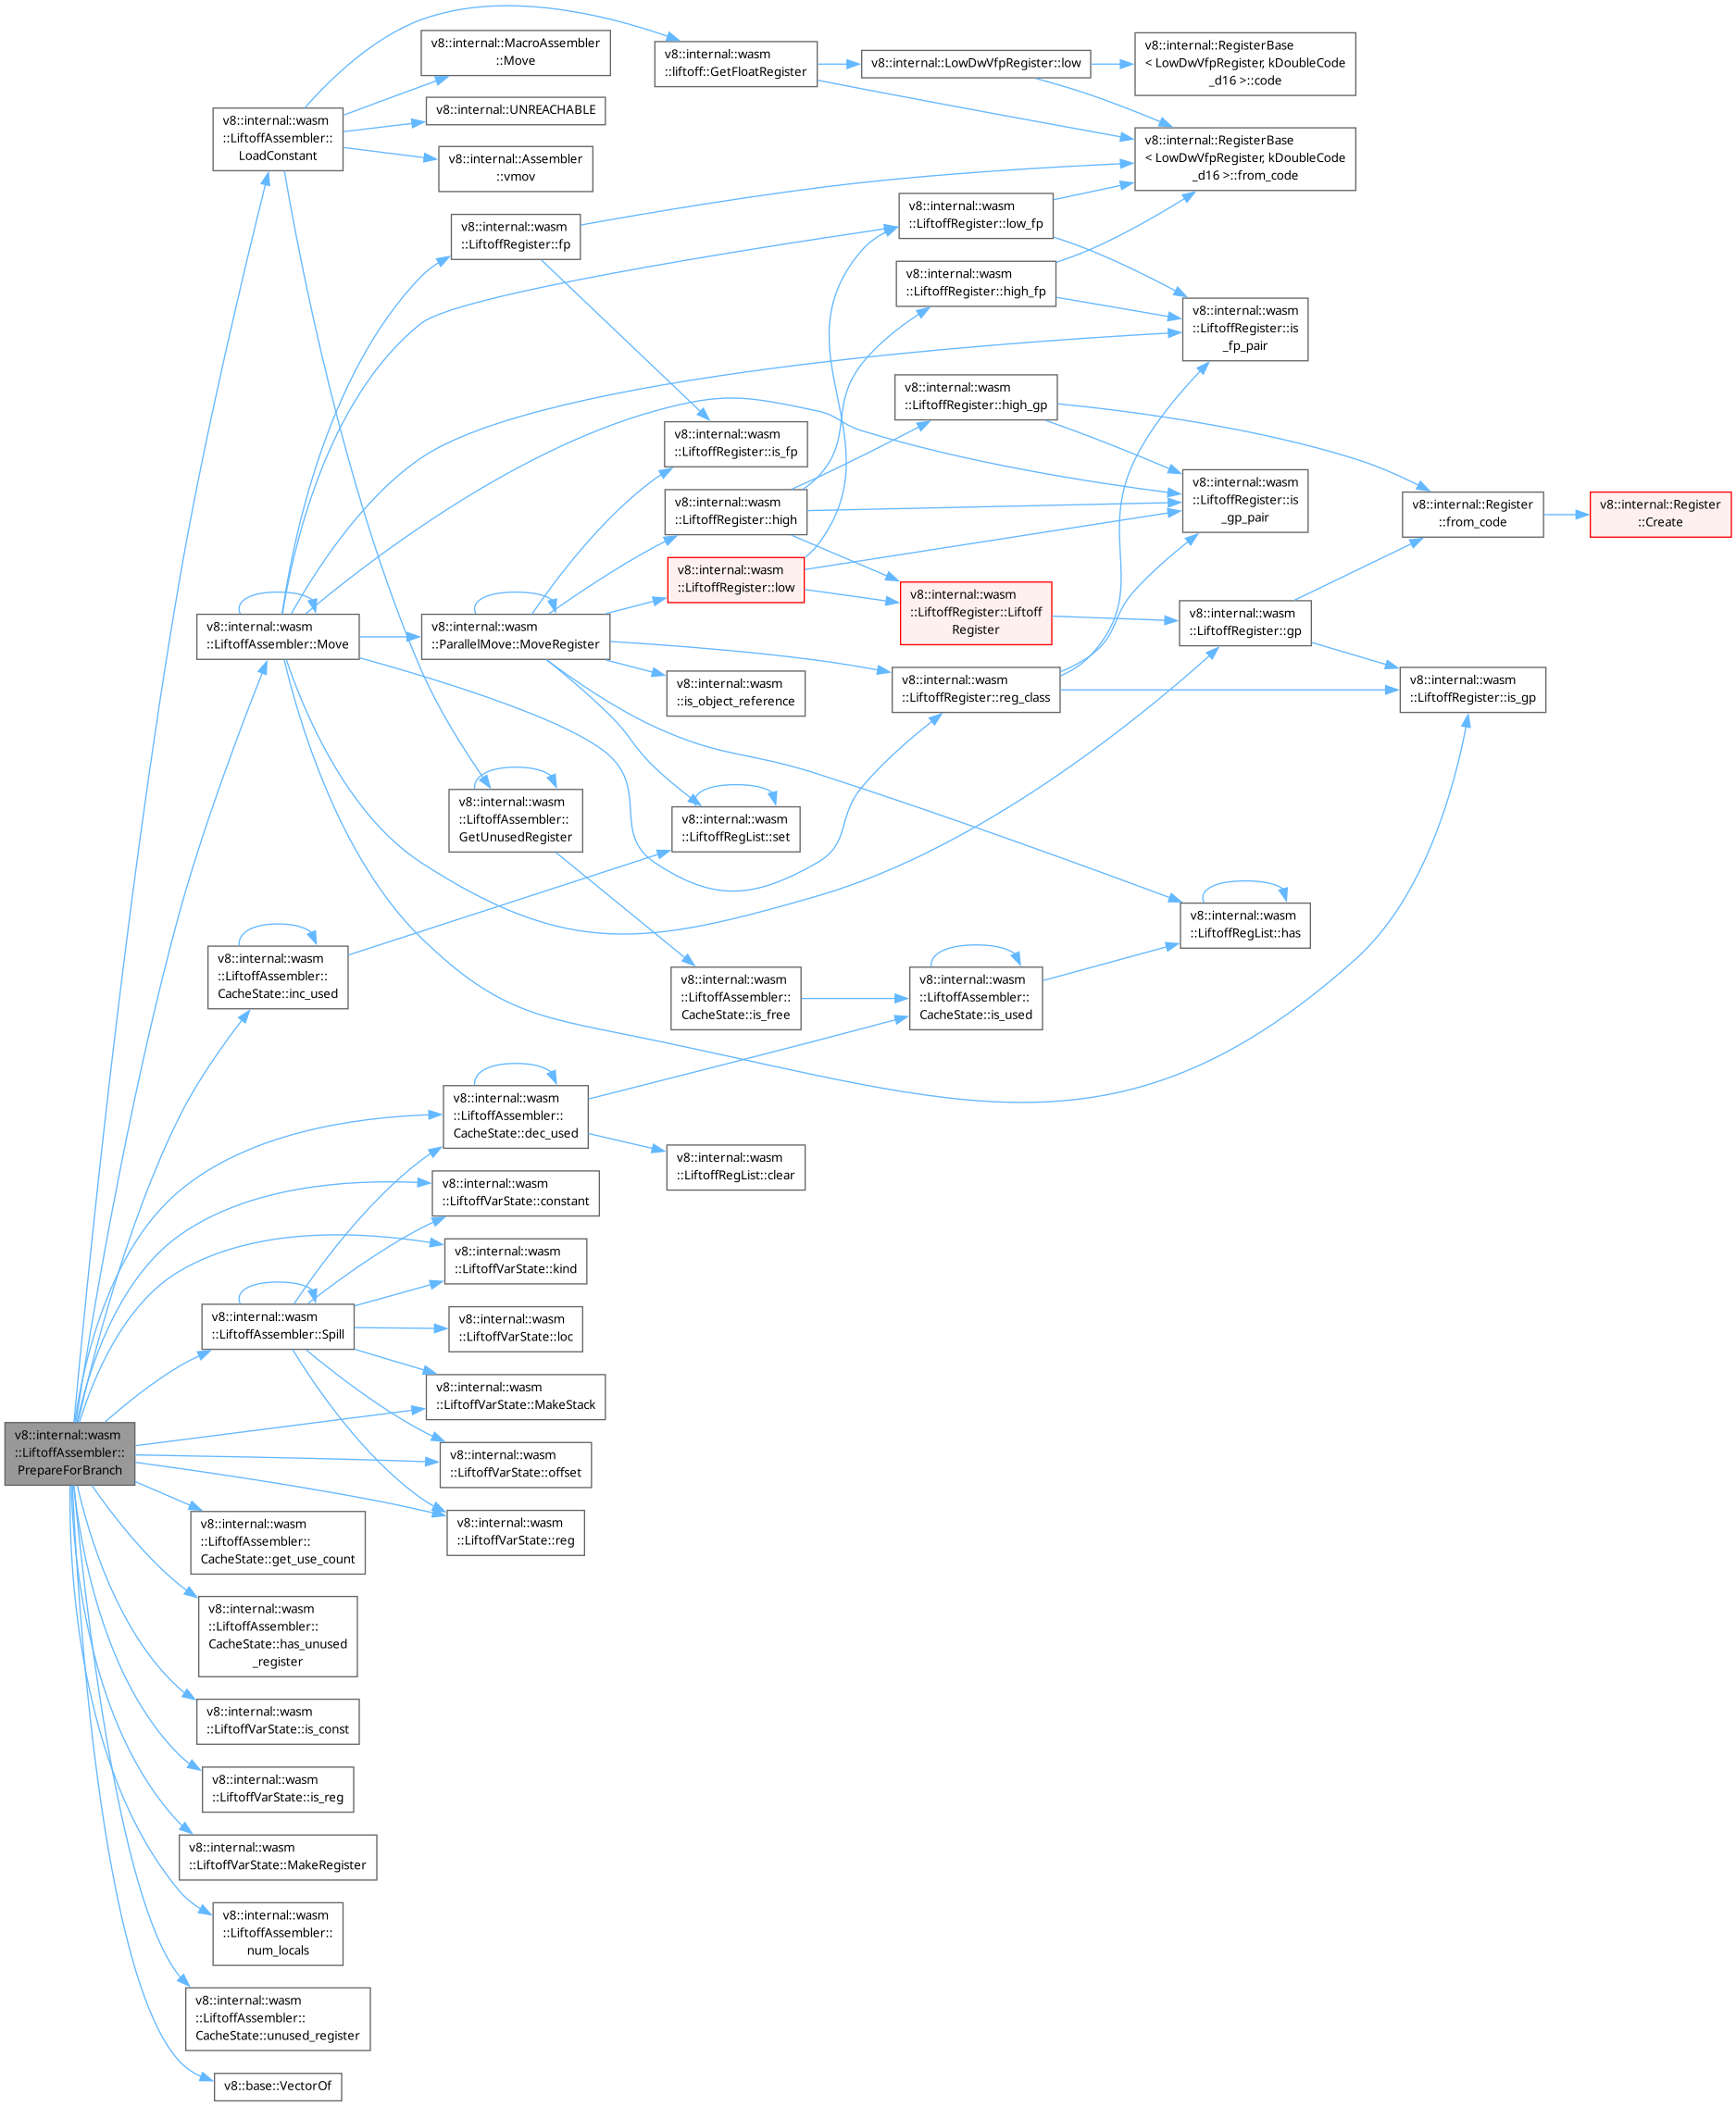 v8::internal::MacroAssembler
::Move
v8::internal::wasm
::liftoff::GetFloatRegister
v8::internal::LowDwVfpRegister::low
v8::internal::RegisterBase
< LowDwVfpRegister, kDoubleCode
_d16 >::code
v8::internal::UNREACHABLE
v8::internal::wasm
::LiftoffAssembler::
LoadConstant
v8::internal::Assembler
::vmov
v8::internal::RegisterBase
< LowDwVfpRegister, kDoubleCode
_d16 >::from_code
v8::internal::wasm
::LiftoffRegister::fp
v8::internal::wasm
::LiftoffRegister::low_fp
v8::internal::wasm
::LiftoffRegister::high_fp
v8::internal::wasm
::LiftoffRegister::is
_fp_pair
v8::internal::wasm
::LiftoffRegister::high_gp
v8::internal::wasm
::LiftoffRegister::is_fp
v8::internal::wasm
::LiftoffRegister::high
v8::internal::wasm
::LiftoffRegister::is
_gp_pair
v8::internal::Register
::from_code
v8::internal::Register
::Create
v8::internal::wasm
::LiftoffRegister::low
v8::internal::wasm
::LiftoffRegister::Liftoff
Register
v8::internal::wasm
::LiftoffAssembler::Move
v8::internal::wasm
::ParallelMove::MoveRegister
v8::internal::wasm
::LiftoffRegister::gp
v8::internal::wasm
::is_object_reference
v8::internal::wasm
::LiftoffRegister::reg_class
v8::internal::wasm
::LiftoffRegister::is_gp
v8::internal::wasm
::LiftoffAssembler::
GetUnusedRegister
v8::internal::wasm
::LiftoffRegList::set
v8::internal::wasm
::LiftoffRegList::has
v8::internal::wasm
::LiftoffAssembler::
CacheState::inc_used
v8::internal::wasm
::LiftoffAssembler::
CacheState::is_free
v8::internal::wasm
::LiftoffAssembler::
CacheState::is_used
v8::internal::wasm
::LiftoffAssembler::
CacheState::dec_used
v8::internal::wasm
::LiftoffRegList::clear
v8::internal::wasm
::LiftoffVarState::constant
v8::internal::wasm
::LiftoffVarState::kind
v8::internal::wasm
::LiftoffAssembler::Spill
v8::internal::wasm
::LiftoffVarState::loc
v8::internal::wasm
::LiftoffVarState::MakeStack
v8::internal::wasm
::LiftoffAssembler::
PrepareForBranch
v8::internal::wasm
::LiftoffVarState::offset
v8::internal::wasm
::LiftoffVarState::reg
v8::internal::wasm
::LiftoffAssembler::
CacheState::get_use_count
v8::internal::wasm
::LiftoffAssembler::
CacheState::has_unused
_register
v8::internal::wasm
::LiftoffVarState::is_const
v8::internal::wasm
::LiftoffVarState::is_reg
v8::internal::wasm
::LiftoffVarState::MakeRegister
v8::internal::wasm
::LiftoffAssembler::
num_locals
v8::internal::wasm
::LiftoffAssembler::
CacheState::unused_register
v8::base::VectorOf